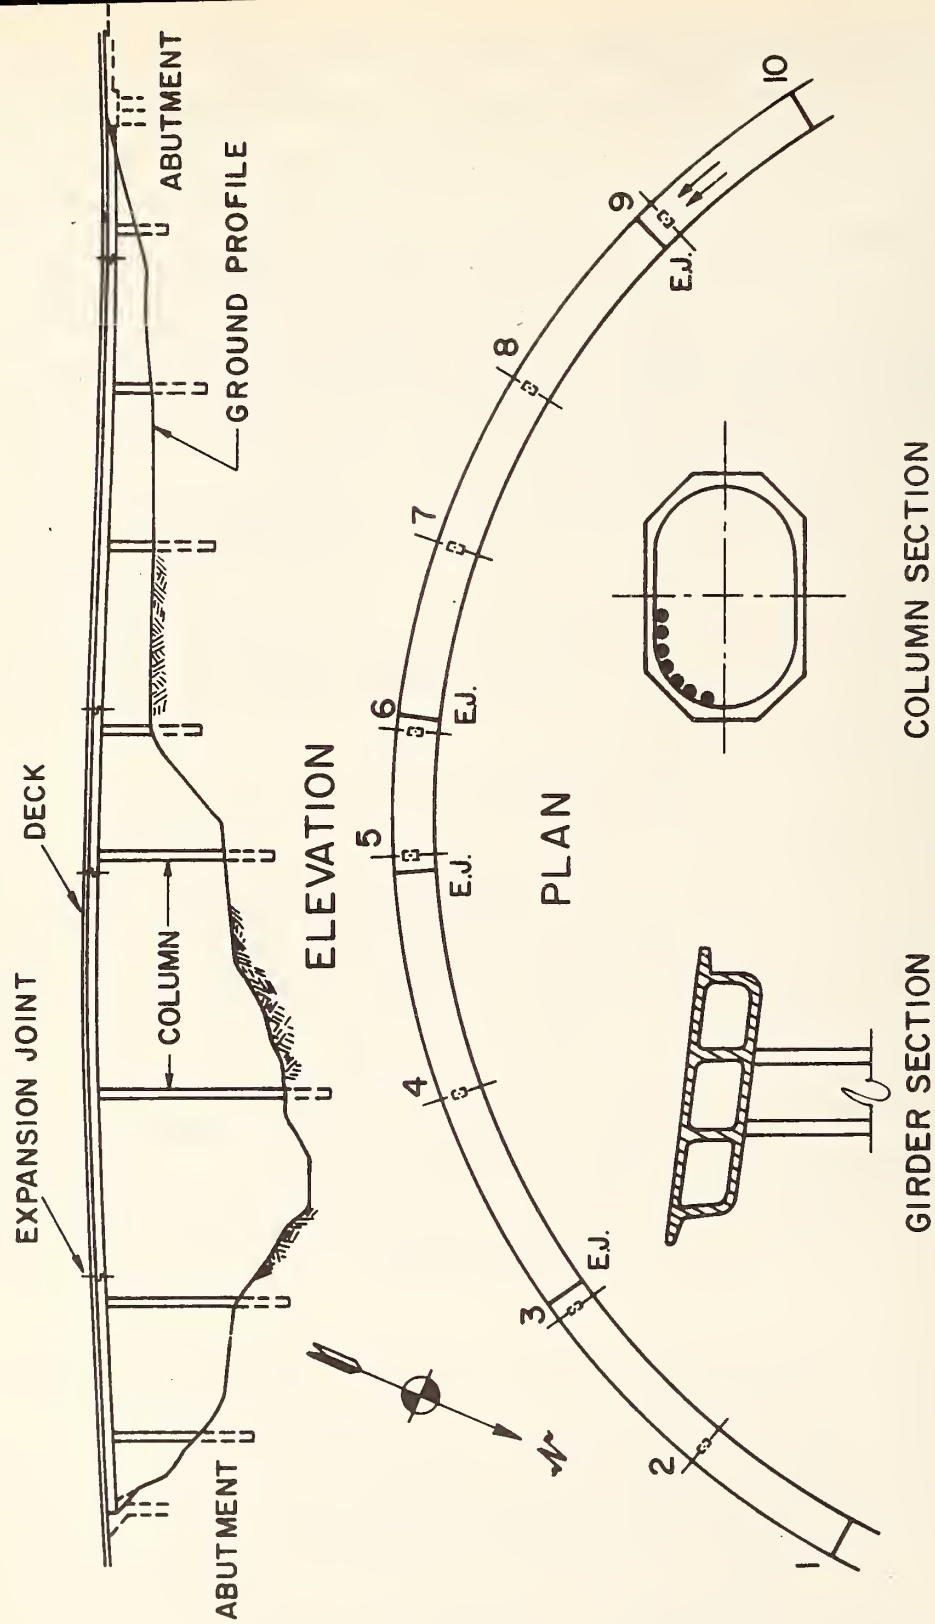 EXPANSION JOINT
DECK
COLUMN
ABUTMENT
ABUTMENT
GROUND PROFILE
ELEVATION
1
2
3
4
5
6
7
8
9
10
E.J.
E.J.
E.J.
E.J.
N
PLAN
GIRDER SECTION
COLUMN SECTION